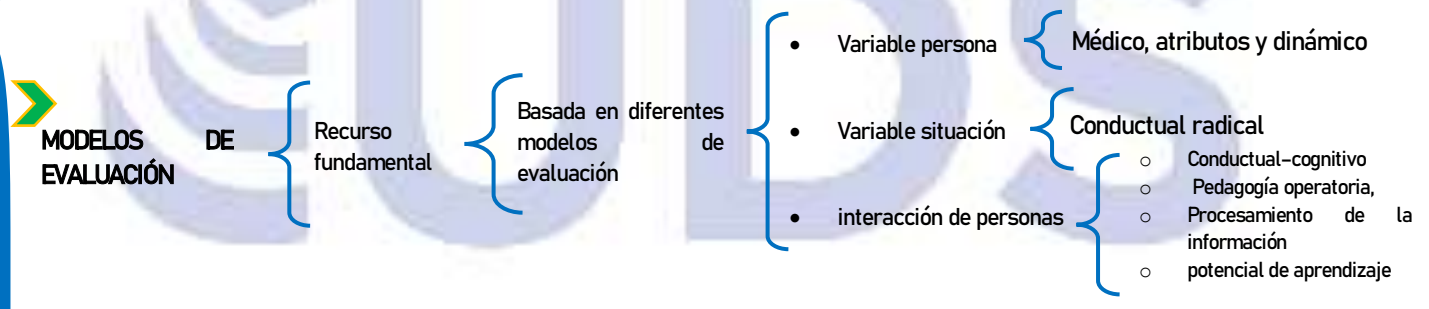 UDS
MODELOS DE
EVALUACIÓN
Recurso
fundamental
Basada en diferentes
modelos de
evaluación
• Variable persona
Médico, atributos y dinámico
• Variable situación
Conductual radical
• interacción de personas
o Conductual-cognitivo
o Pedagogía operatoria,
o Procesamiento de la
información
o potencial de aprendizaje